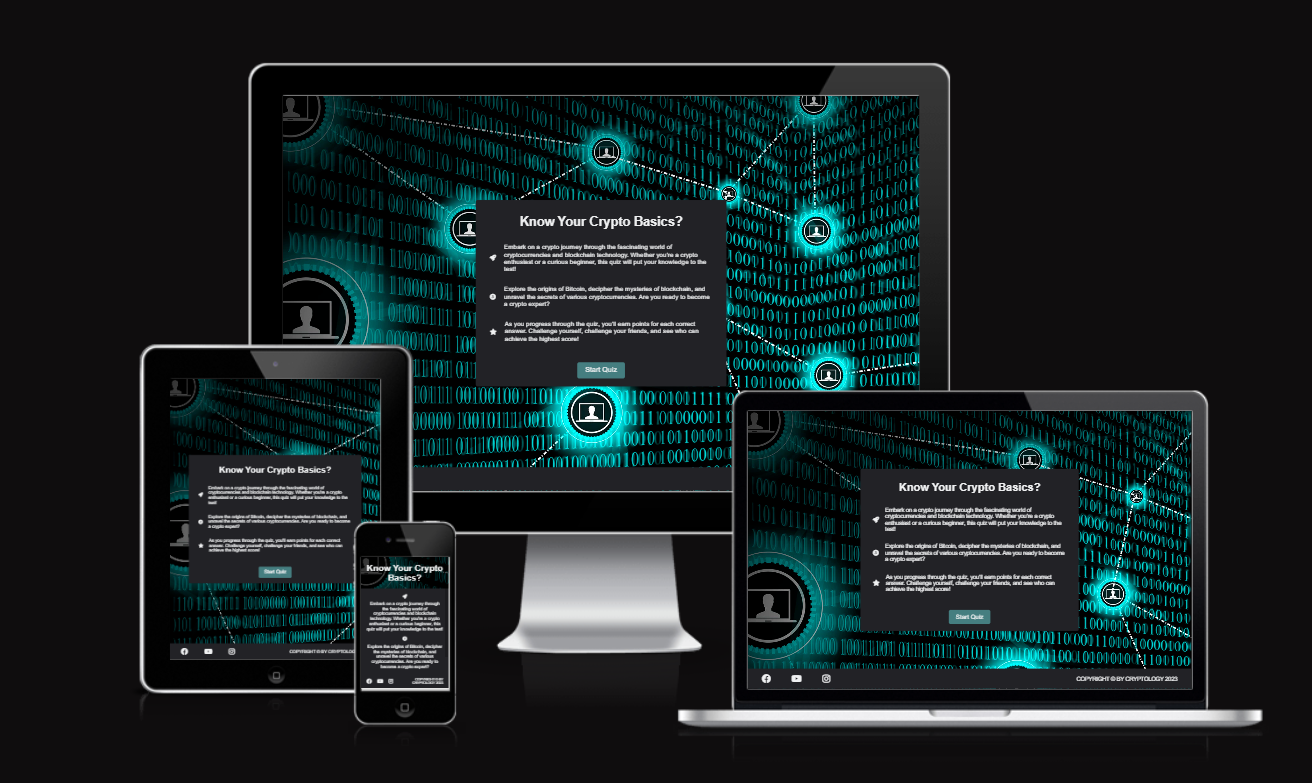 Know Your Crypto Basics?
Embark on a crypto journey through the fascinating world of
cryptocurrencies and blockchain technology. Whether you're a crypto
enthusiast or a curious beginner, this quiz will put your knowledge to the
test!
Explore the origins of Bitcoin, decipher the mysteries of blockchain, and
unravel the secrets of various cryptocurrencies. Are you ready to become
a crypto expert?
As you progress through the quiz, you'll earn points for each correct
answer. Challenge yourself, challenge your friends, and see who can
achieve the highest score!
Start Quiz
Know Your Crypto Basics?
Embark on a crypto journey through the fascinating world of
cryptocurrencies and blockchain technology. Whether you're a crypto
enthusiast or a curious beginner, this quiz will put your knowledge to the
test!
Explore the origins of Bitcoin, decipher the mysteries of blockchain, and
unravel the secrets of various cryptocurrencies. Are you ready to become
a crypto expert?
As you progress through the quiz, you'll earn points for each correct
answer. Challenge yourself, challenge your friends, and see who can
achieve the highest score!
Start Quiz
COPYRIGHT © BY CRYPTOLO
Know Your Crypto
Basics?
Embark on a crypto journey through
the fascinating world of
cryptocurrencies and blockchain
technology. Whether you're a crypto
enthusiast or a curious beginner, this
quiz will put your knowledge to the test!
Explore the origins of Bitcoin, decipher
the mysteries of blockchain, and
unravel the secrets of various
cryptocurrencies. Are you ready to
become a crypto expert?
COPYRIGHT © BY
CRYPTOLOGY 2023
Know Your Crypto Basics?
Embark on a crypto journey through the fascinating world of
cryptocurrencies and blockchain technology. Whether you're a crypto
enthusiast or a curious beginner, this quiz will put your knowledge to the
test!
Explore the origins of Bitcoin, decipher the mysteries of blockchain, and
unravel the secrets of various cryptocurrencies. Are you ready to become
a crypto expert?
As you progress through the quiz, you'll earn points for each correct
answer. Challenge yourself, challenge your friends, and see who can
achieve the highest score!
Start Quiz
COPYRIGHT © BY CRYPTOLOGY 2023